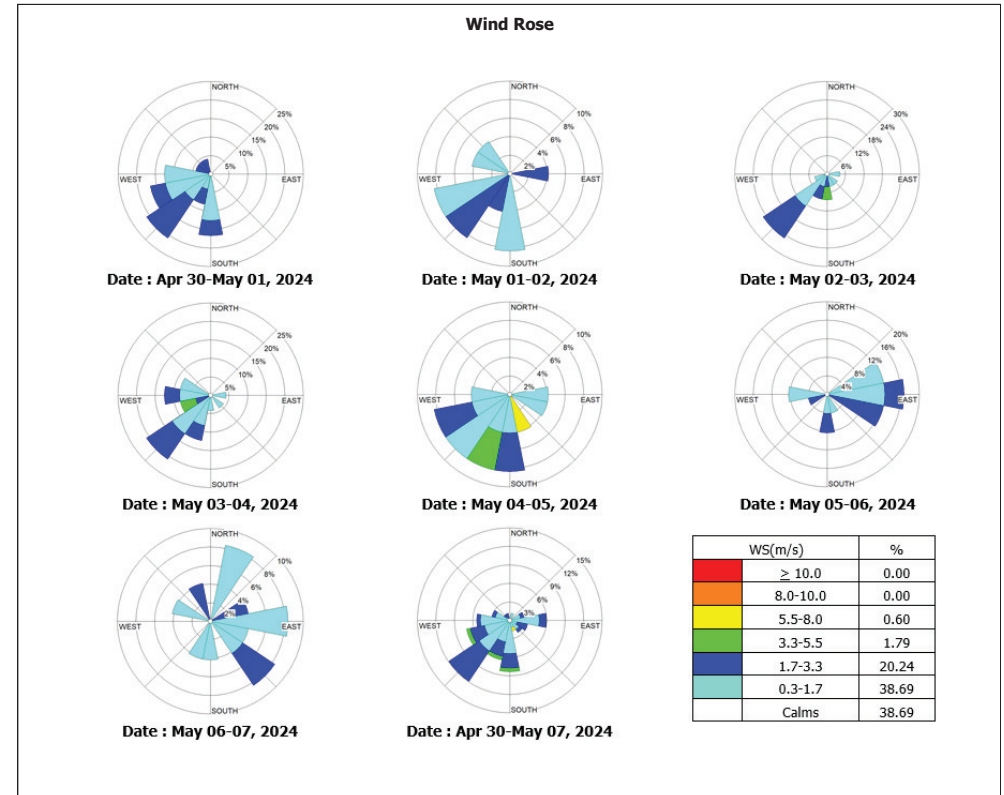 Wind Rose
NORTH
25%
20%
15%
5%
WEST
EAST
SOUTH
Date : Apr 30-May 01, 2024
NORTH
10%
8%
6%
4%
2%
WEST
EAST
SOUTH
Date : May 01-02, 2024
NORTH
30%
24%
18%
12%
6%
WEST
EAST
SOUTH
Date : May 02-03, 2024
NORTH
25%
20%
15%
10%
5%
WEST
EAST
SOUTH
Date : May 03-04, 2024
NORTH
10%
8%
6%
4%
2%
WEST
EAST
SOUTH
Date : May 04-05, 2024
NORTH
20%
16%
12%
8%
4%
WEST
EAST
SOUTH
Date : May 05-06, 2024
NORTH
10%
8%
6%
4%
2%
WEST
EAST
SOUTH
Date : May 06-07, 2024
NORTH
15%
12%
9%
6%
3%
WEST
EAST
SOUTH
Date : Apr 30-May 07, 2024
WS(m/s) %
≥ 10.0 0.00
8.0-10.0 0.00
5.5-8.0 0.60
3.3-5.5 1.79
1.7-3.3 20.24
0.3-1.7 38.69
Calms 38.69